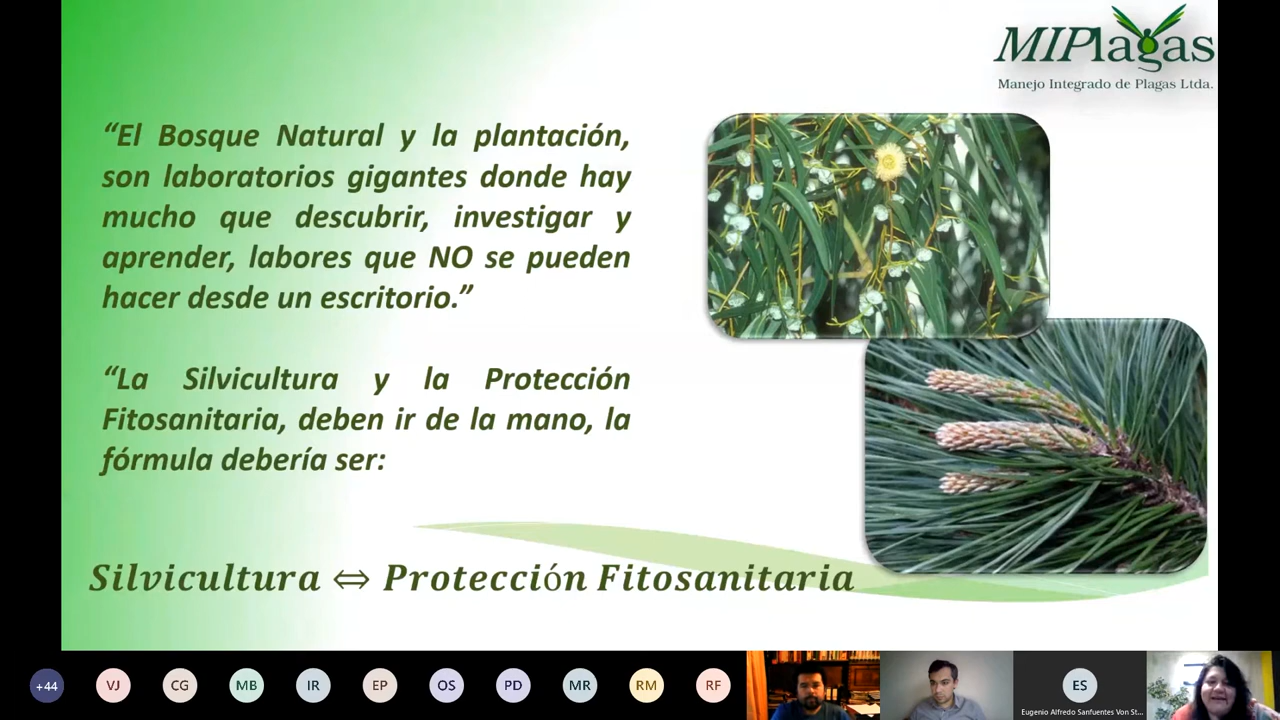 MIPlagas
Manejo Integrado de Plagas Ltda.
“El Bosque Natural y la plantación,
son laboratorios gigantes donde hay
mucho que descubrir, investigar y
aprender, labores que NO se pueden
hacer desde un escritorio.”
“La Silvicultura y la Protección
Fitosanitaria, deben ir de la mano, la
fórmula debería ser:
Silvicultura ⇔ Protección Fitosanitaria
+44
VJ
CG
MB
IR
EP
OS
PD
MR
RM
RF
ES
Eugenio Alfredo Sanfuentes Von St...